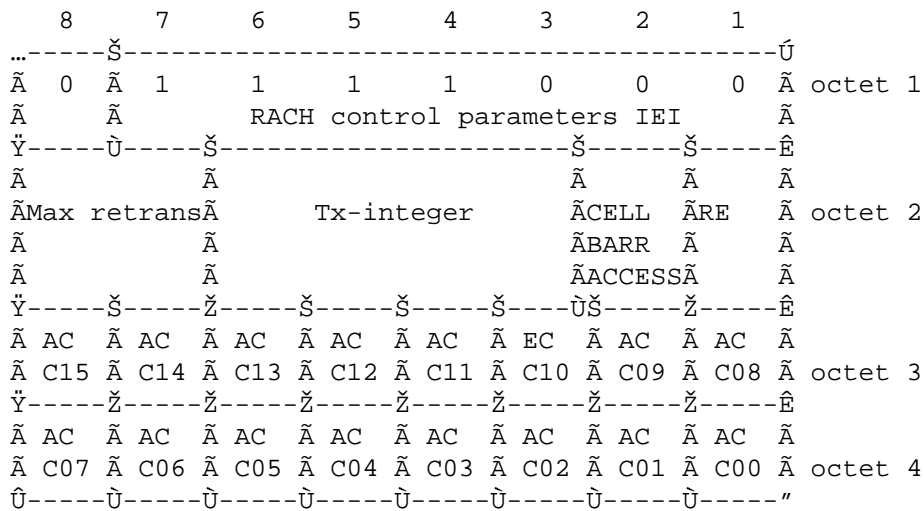 8 7 6 5 4 3 2 1
…-----Š-----------------------------------------Ú
Ã 0 Ã 1 1 1 1 0 0 0 Ã octet 1
Ã Ã RACH control parameters IEI Ã
Ÿ-----Ù-----Š----------------------Š------Š-----Ê
Ã Ã Ã Ã Ã
ÃMax retransÃ Tx-integer ÃCELL ÃRE Ã octet 2
Ã Ã ÃBARR Ã Ã
Ã Ã ÃACCESSÃ Ã
Ÿ-----Š-----Ž-----Š-----Š-----Š----ÙŠ-----Ž-----Ê
Ã AC Ã AC Ã AC Ã AC Ã AC Ã EC Ã AC Ã AC Ã
Ã C15 Ã C14 Ã C13 Ã C12 Ã C11 Ã C10 Ã C09 Ã C08 Ã octet 3
Ÿ-----Ž-----Ž-----Ž-----Ž-----Ž-----Ž-----Ž-----Ê
Ã AC Ã AC Ã AC Ã AC Ã AC Ã AC Ã AC Ã AC Ã
Ã C07 Ã C06 Ã C05 Ã C04 Ã C03 Ã C02 Ã C01 Ã C00 Ã octet 4
Û-----Ù-----Ù-----Ù-----Ù-----Ù-----Ù-----Ù-----”